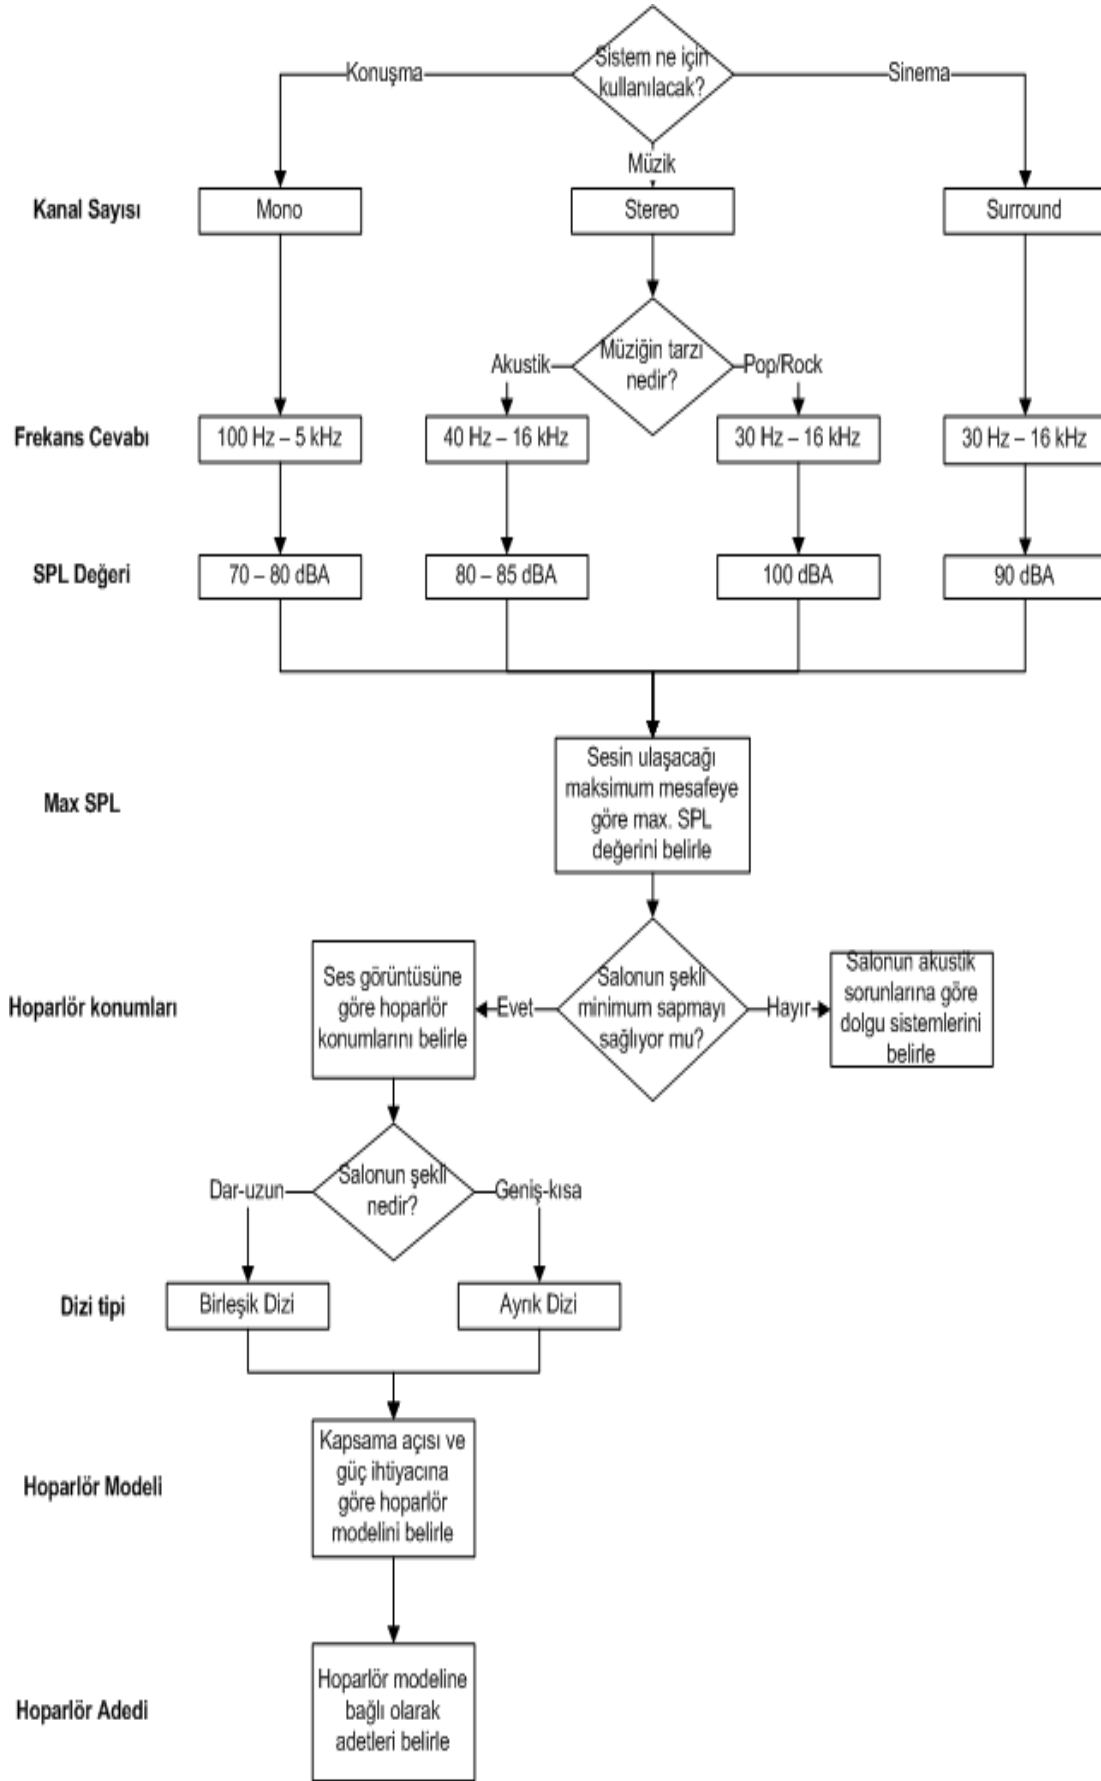 Sistem ne için
kullanılacak?
Konuşma
Sinema
Müzik
Kanal Sayısı
Mono
Stereo
Surround
Müziğin tarzı
nedir?
Akustik
Pop/Rock
Frekans Cevabı
100 Hz – 5 kHz
40 Hz – 16 kHz
30 Hz – 16 kHz
30 Hz – 16 kHz
SPL Değeri
70 – 80 dBA
80 – 85 dBA
100 dBA
90 dBA
Max SPL
Sesin ulaşacağı
maksimum mesafeye
göre max. SPL
değerini belirle
Hoparlör konumları
Ses görüntüsüne
göre hoparlör
konumlarını belirle
Evet
Salonun şekli
minimum sapmayı
sağlıyor mu?
Hayır
Salonun akustik
sorunlarına göre
dolgu sistemlerini
belirle
Salonun şekli
nedir?
Dar-uzun
Geniş-kısa
Dizi tipi
Birleşik Dizi
Ayrık Dizi
Hoparlör Modeli
Kapsama açısı ve
güç ihtiyacına
göre hoparlör
modelini belirle
Hoparlör Adedi
Hoparlör modeline
bağlı olarak
adetleri belirle